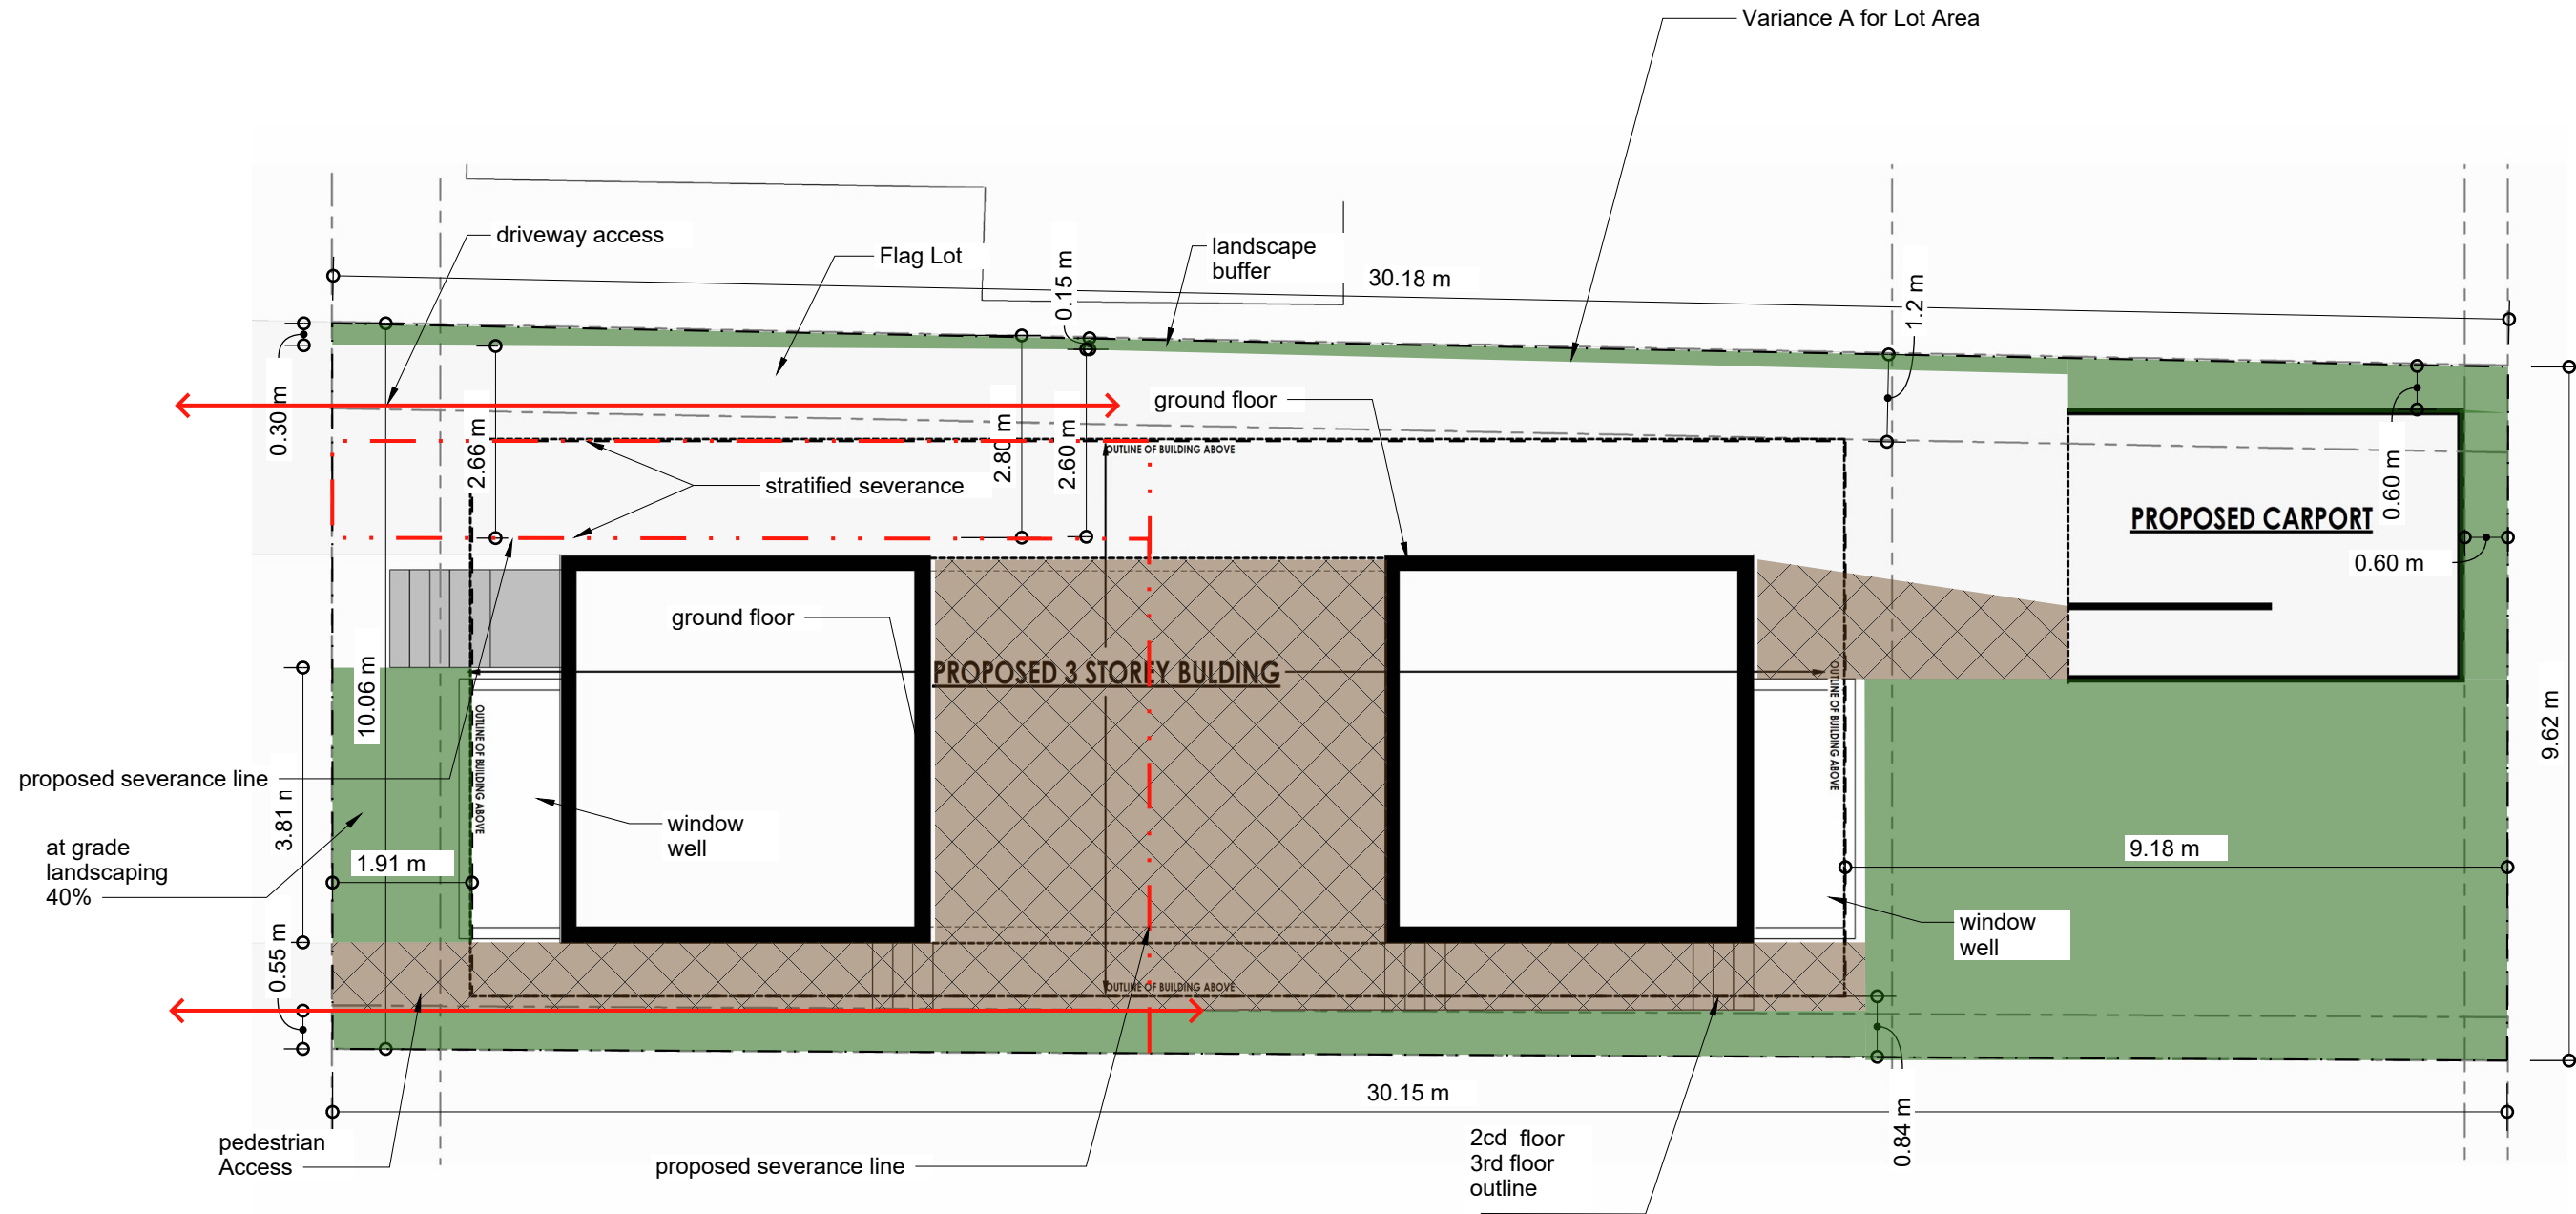 Variance A for Lot Area
driveway access
Flag Lot
0.15 m
landscape
buffer
30.18 m
1.2 m
0.30 m
2.66 m
2.80 m
2.60 m
ground floor
OUTLINE OF BUILDING ABOVE
0.60 m
stratified severance
PROPOSED CARPORT
0.60 m
ground floor
PROPOSED 3 STOREY BULDING
10.06 m
OUTLINE OF BUILDING ABOVE
OUTLINE OF BUILDING ABOVE
9.62 m
proposed severance line
3.81 n
window
well
at grade
landscaping
40%
1.91 m
9.18 m
window
well
0.55 m
OUTLINE OF BUILDING ABOVE
30.15 m
0.84 m
pedestrian
Access
proposed severance line
2cd floor
3rd floor
outline